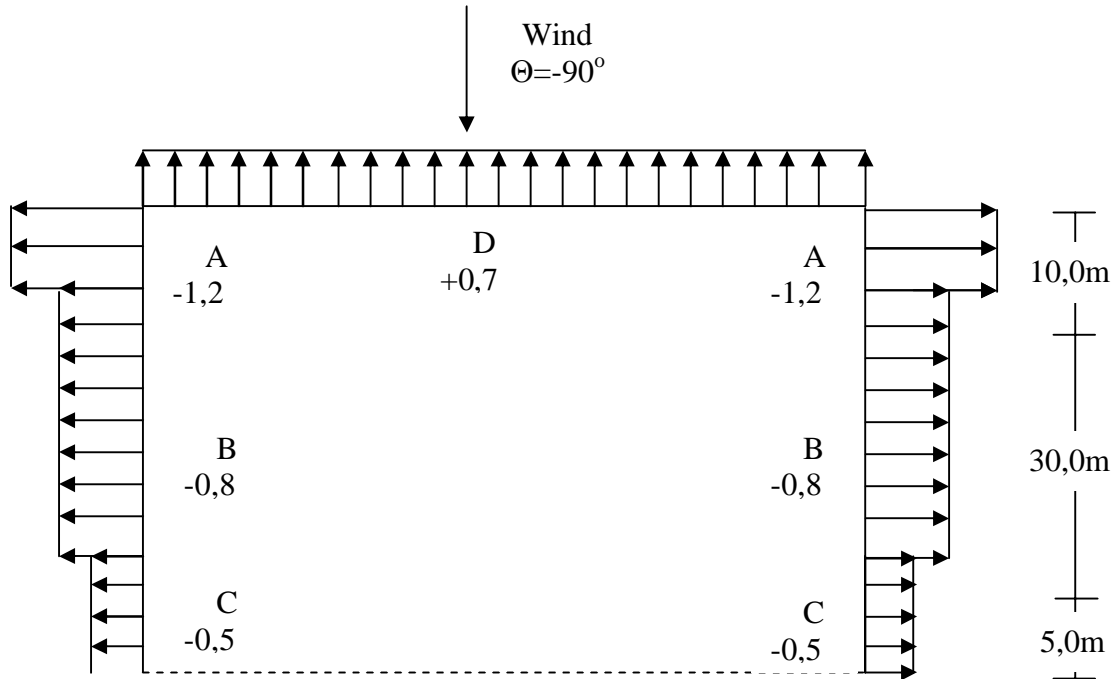 Wind
Θ=-90°
D
+0,7
A
-1,2
A
-1,2
10,0m
B
-0,8
B
-0,8
30,0m
C
-0,5
C
-0,5
5,0m